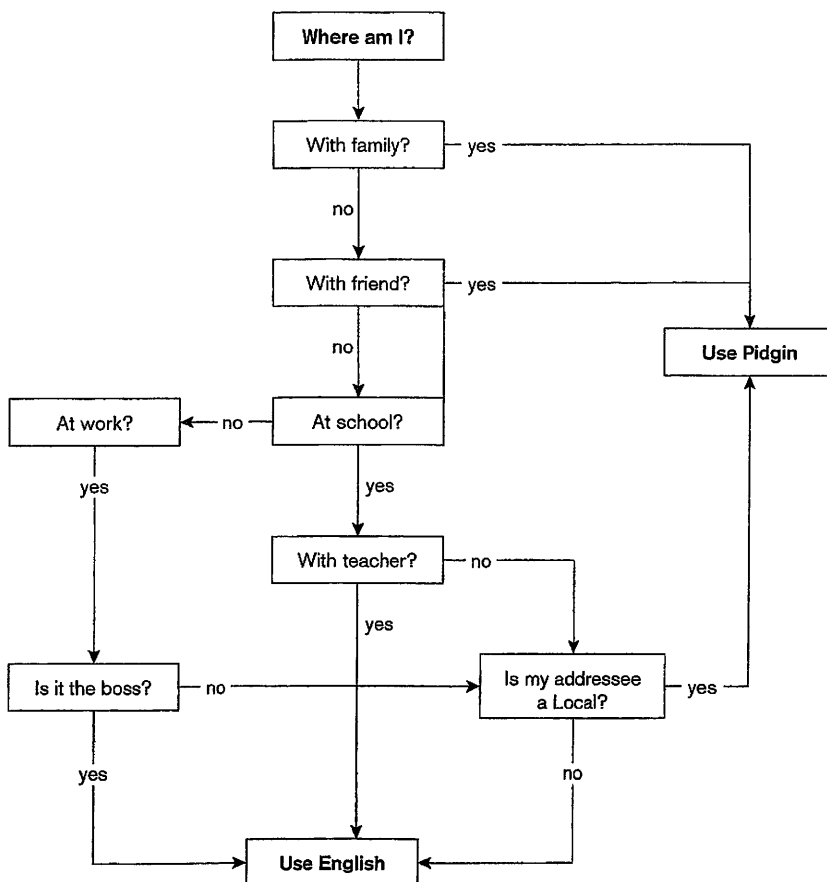 Where am I?
With family?
yes
no
With friend?
yes
no
Use Pidgin
At work?
no
At school?
yes
yes
With teacher?
no
yes
Is it the boss?
no
Is my addressee
a Local?
yes
yes
no
Use English